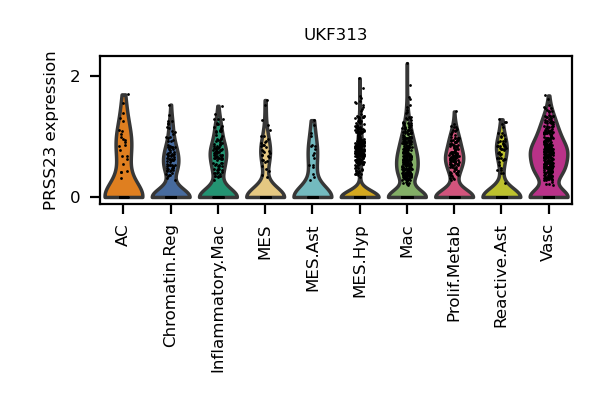 UKF313
PRSS23 expression
2
0
AC
Chromatin.Reg
Inflammatory.Mac
MES
MES.Ast
MES.Hyp
Mac
Prolif.Metab
Reactive.Ast
Vasc